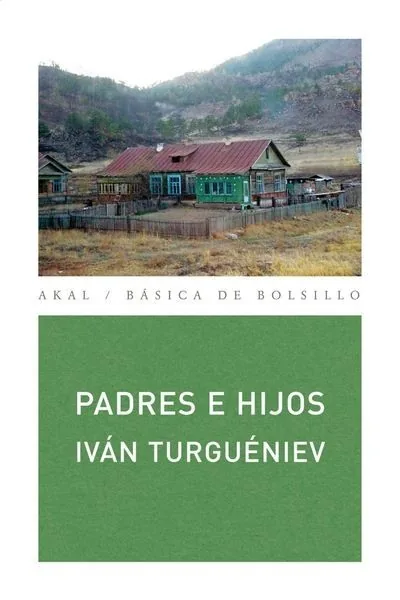 AKAL / BÁSICA DE BOLSILLO
PADRES E HIJOS
IVÁN TURGUÉNIEV